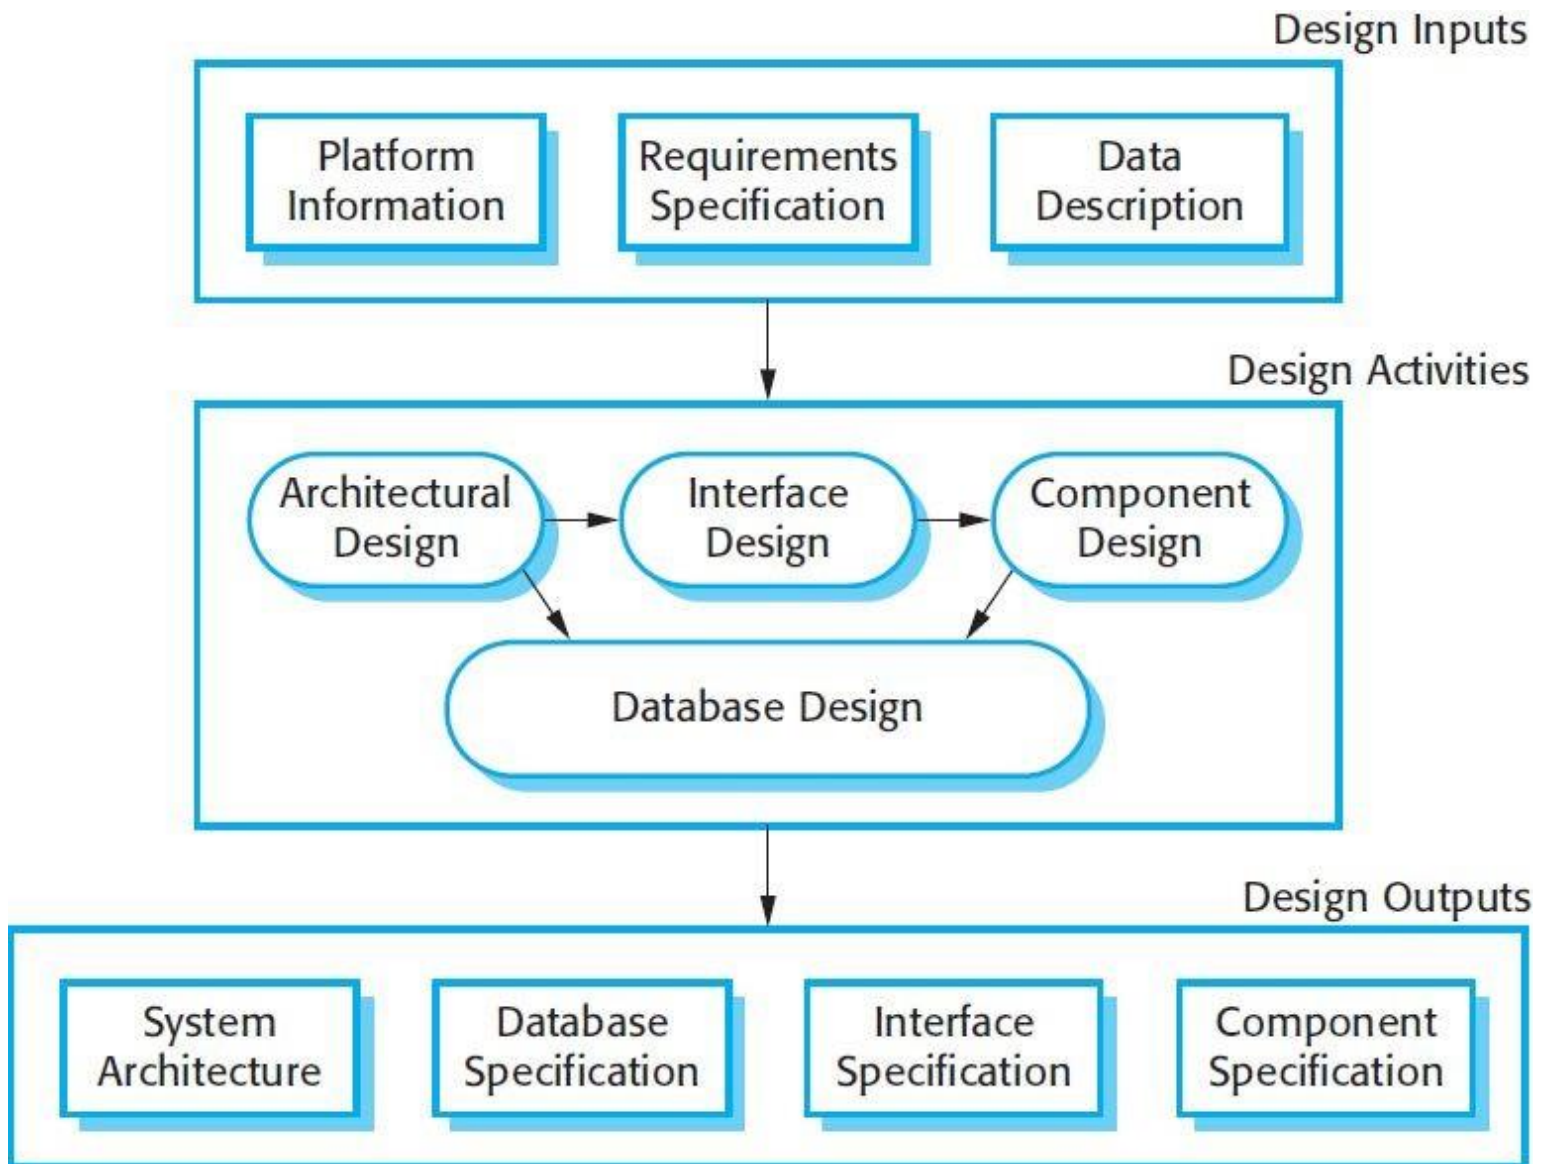 Design Inputs
Platform
Information
Requirements
Specification
Data
Description
Design Activities
Architectural
Design
Interface
Design
Component
Design
Database Design
Design Outputs
System
Architecture
Database
Specification
Interface
Specification
Component
Specification